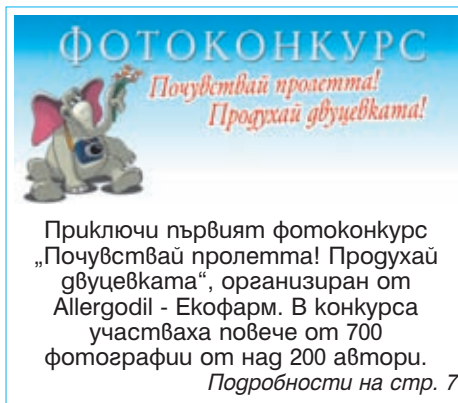 ФОТОКОНКУРС
Почувствай пролетта!
Продухай двуцевката!
Приключи първият фотоконкурс
„Почувствай пролетта! Продухай
двуцевката“, организиран от
Allergodil - Екофарм. В конкурса
участваха повече от 700
фотографии от над 200 автори.
Подробности на стр. 7